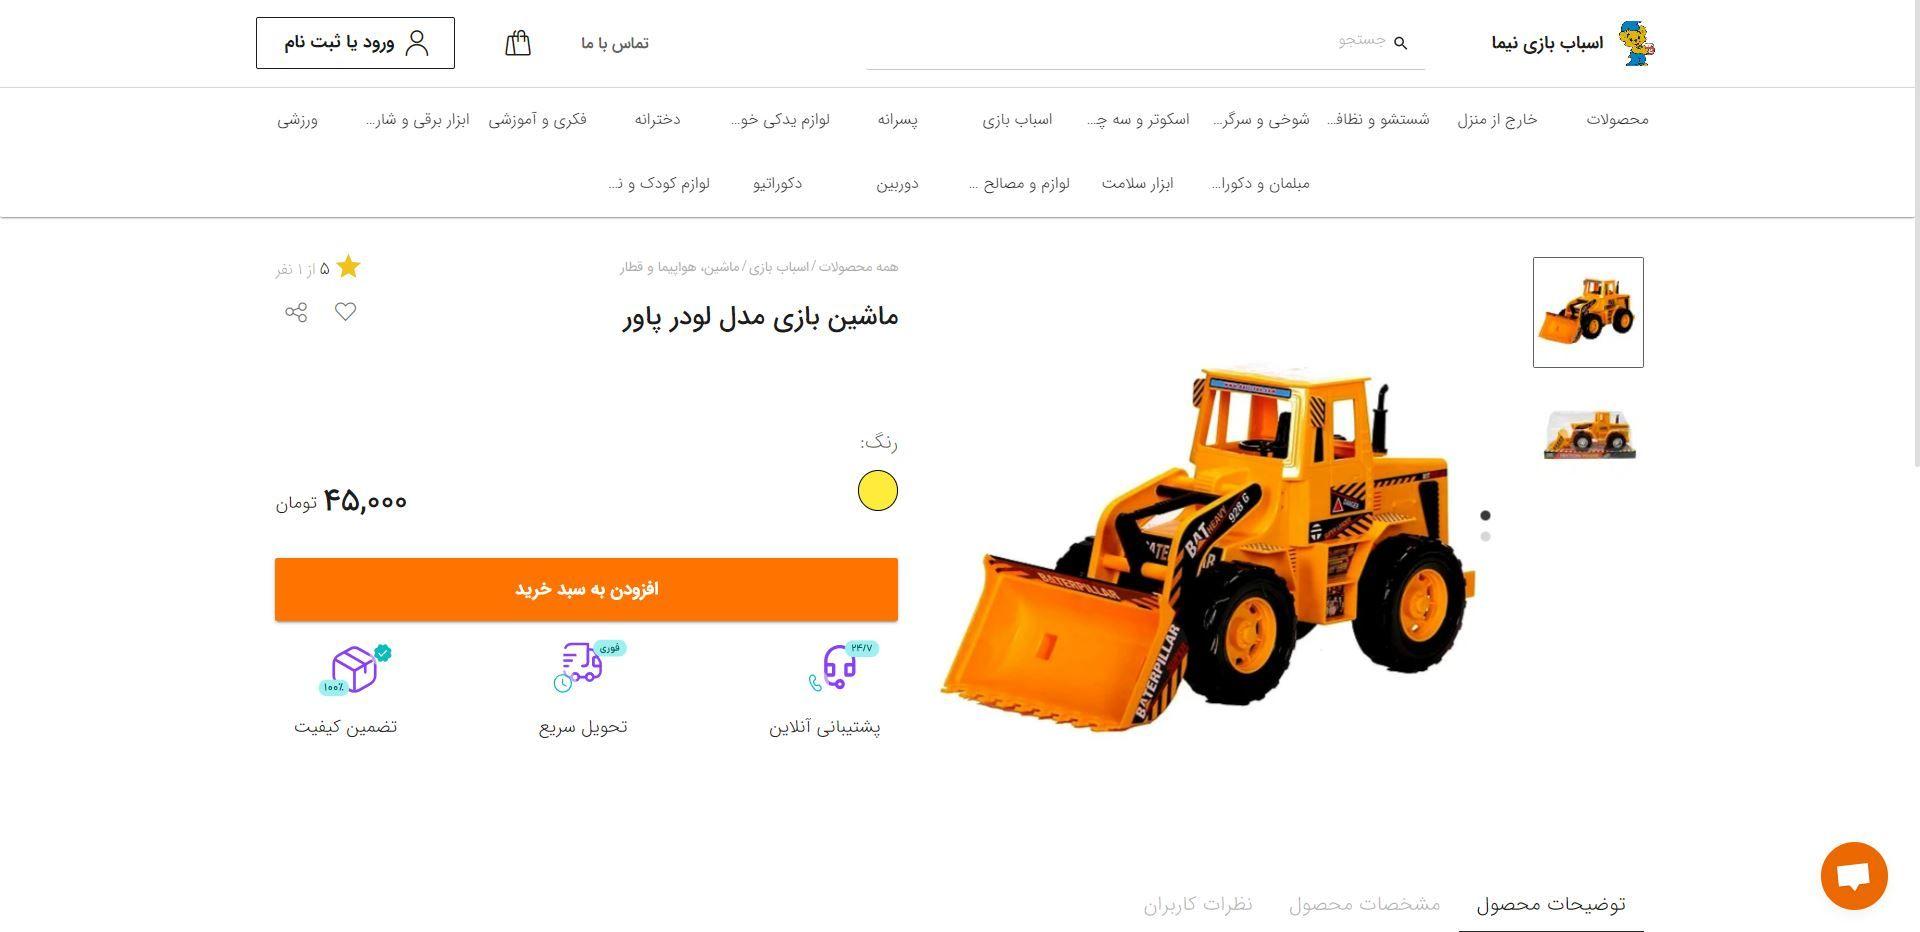 اسباب بازی نیما
جستجو
تماس با ما
ورود یا ثبت نام
محصولات
خارج از منزل
شستشو و نظاف...
شوخی و سرگر...
اسکوتر و سه چ...
اسباب بازی
پسرانه
لوازم یدکی خو...
دخترانه
فکری و آموزشی
ابزار برقی و شار...
ورزشی
مبلمان و دکورا...
ابزار سلامت
لوازم و مصالح ...
دوربین
دکوراتیو
لوازم کودک و ن...
همه محصولات/اسباب بازی/ماشین، هواپیما و قطار
۵ از ۱ نفر
ماشین بازی مدل لودر پاور
رنگ:
۴۵,۰۰۰ تومان
افزودن به سبد خرید
۲۴/۷
پشتیبانی آنلاین
فوری
تحویل سریع
۱۰۰٪
تضمین کیفیت
BAT HEAVY
928 G
DANGER
BATERPILLAR
BATERPILLAR
توضیحات محصول
مشخصات محصول
نظرات کاربران